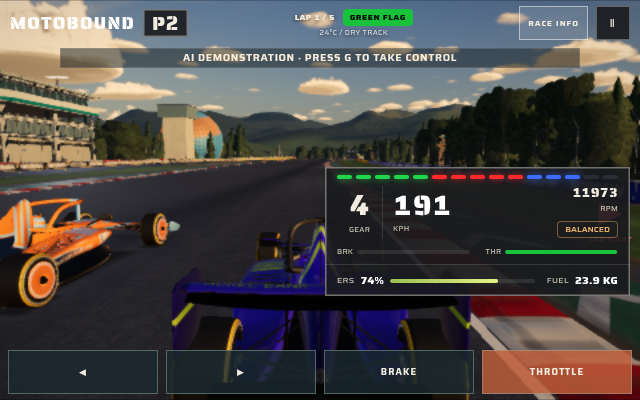 MOTOBOUND P2
LAP 1 / 5 GREEN FLAG
24°C / DRY TRACK
RACE INFO
II
AI DEMONSTRATION · PRESS G TO TAKE CONTROL
4
GEAR
191
KPH
11973
RPM
BALANCED
BRK THR
ERS 74% FUEL 23.9 KG
◄ ► BRAKE THROTTLE